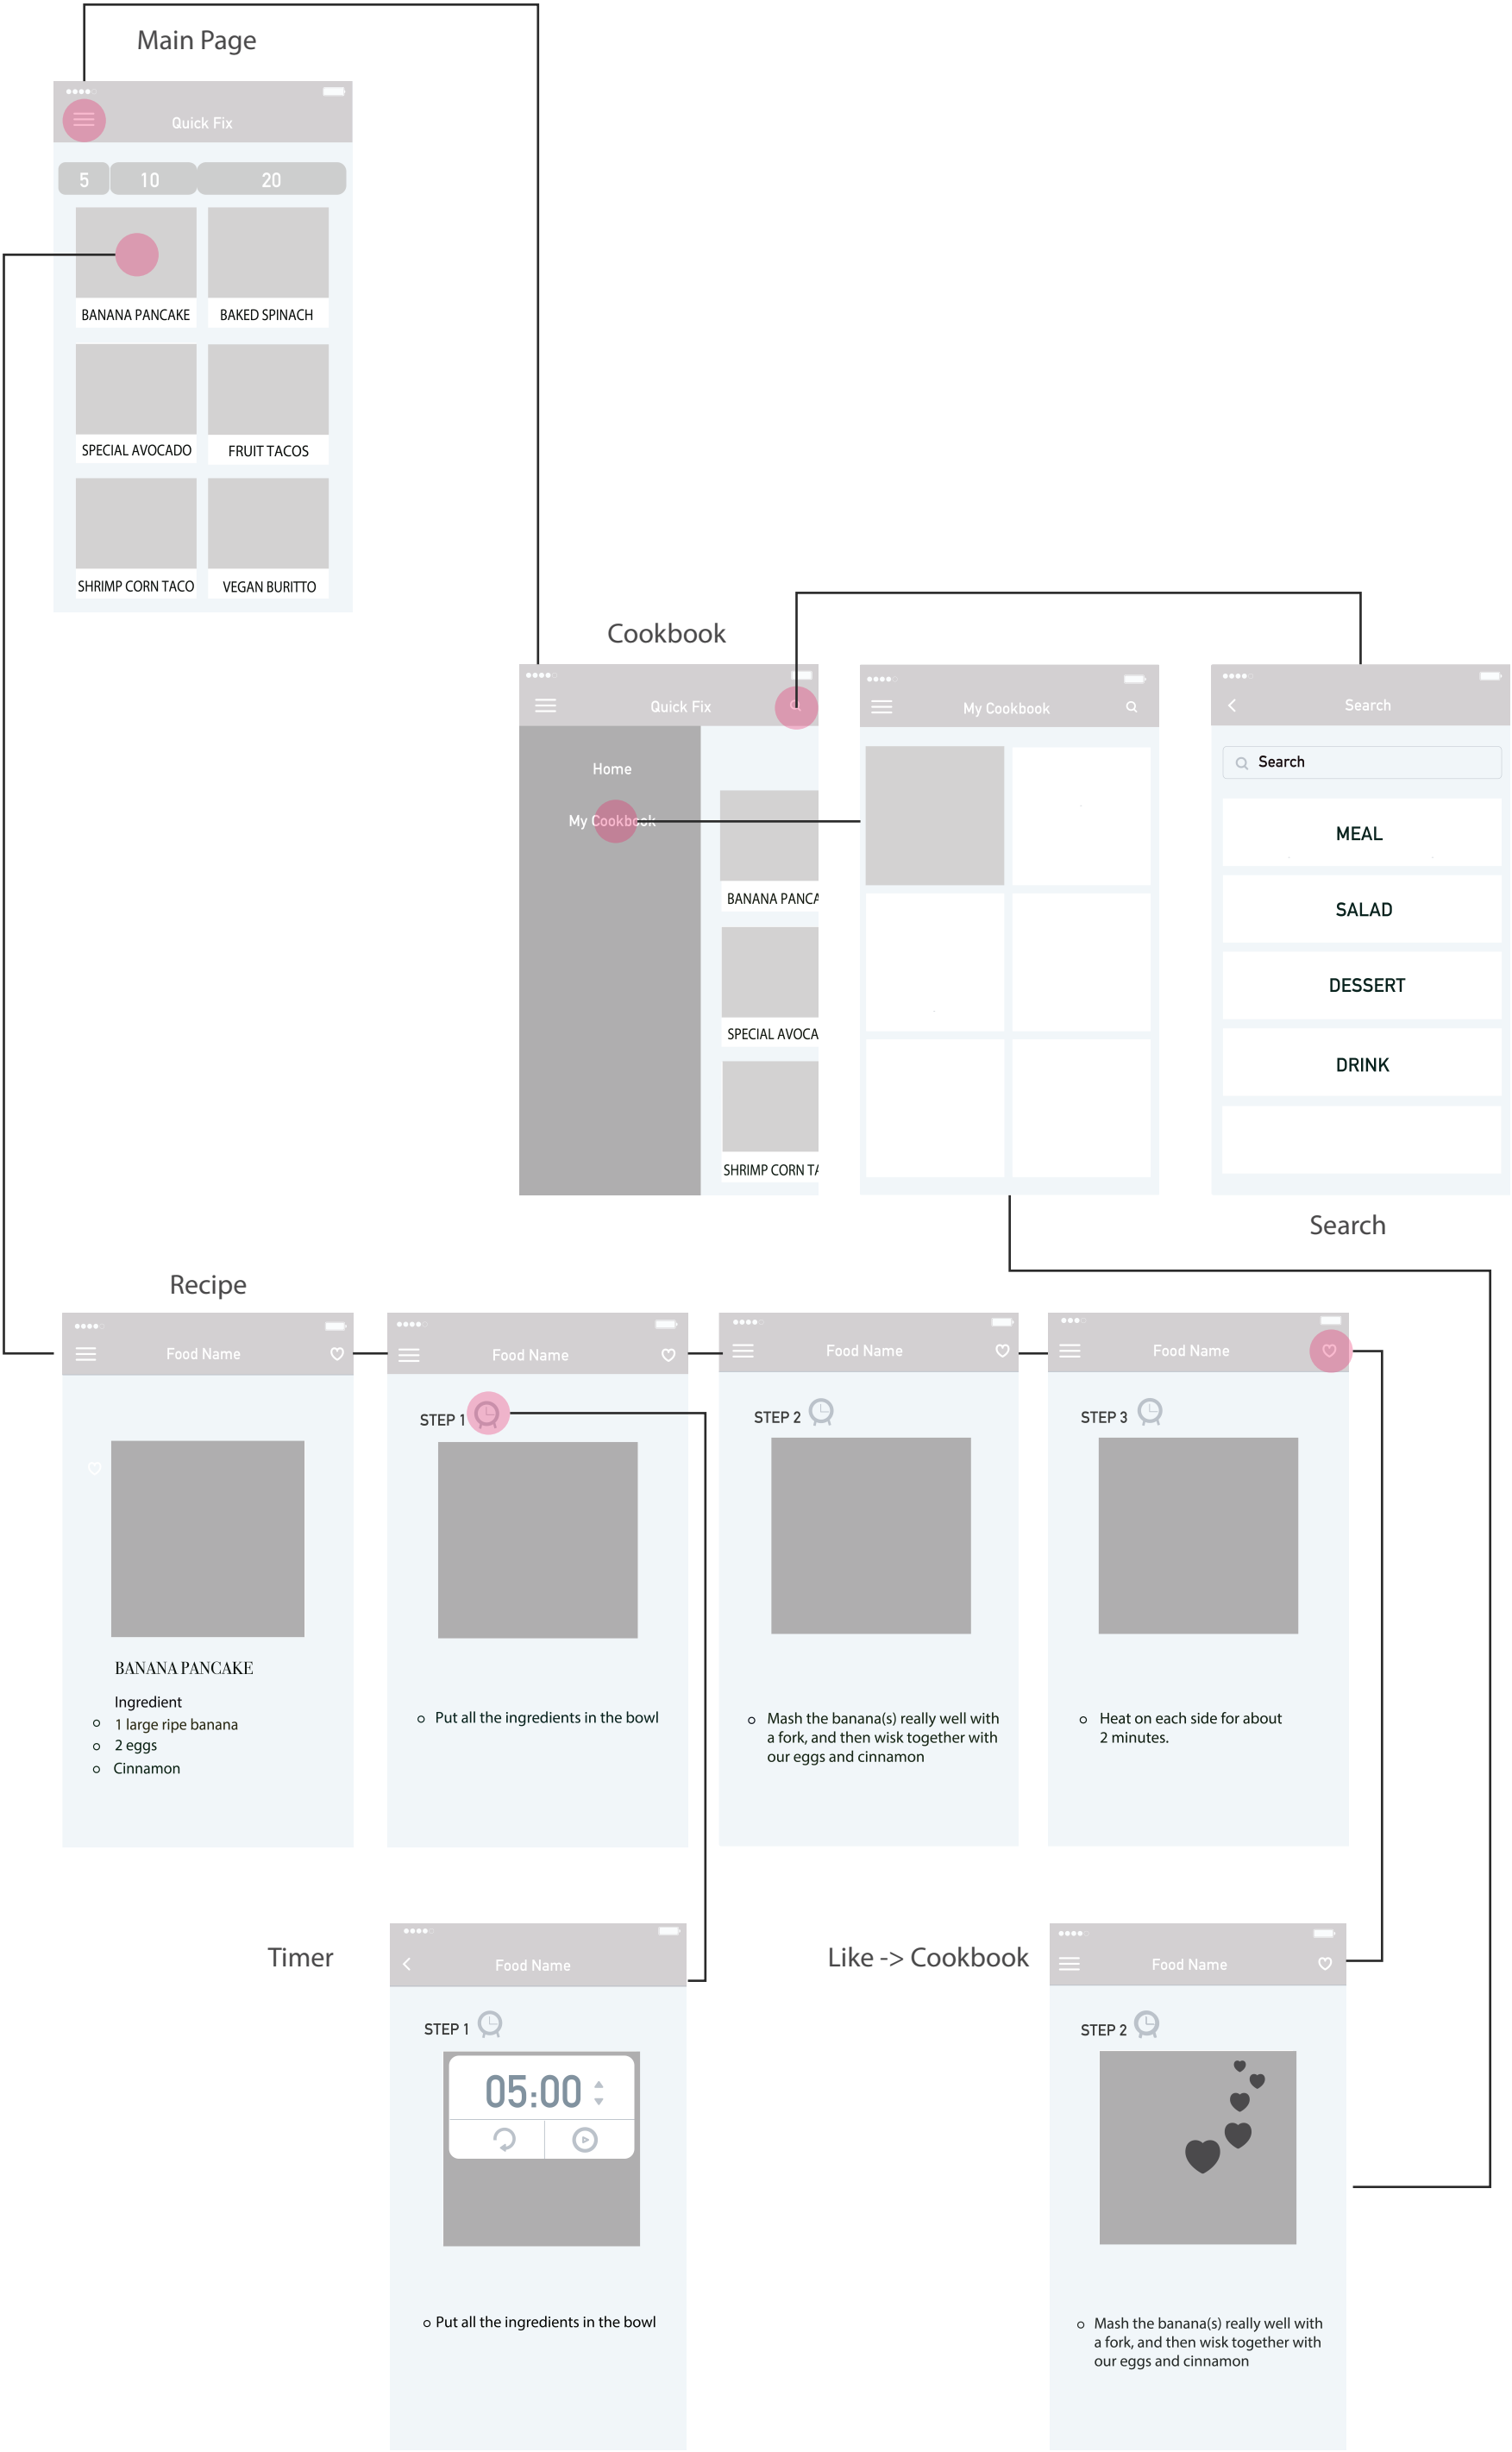 Main Page
Quick Fix
5 10 20
BANANA PANCAKE BAKED SPINACH
SPECIAL AVOCADO FRUIT TACOS
SHRIMP CORN TACO VEGAN BURITTO
Cookbook
Quick Fix
Home
My Cookbook
BANANA PANCA
SPECIAL AVOCA
SHRIMP CORN TA
My Cookbook
Search
Search
MEAL
SALAD
DESSERT
DRINK
Search
Recipe
Food Name
BANANA PANCAKE
Ingredient
1 large ripe banana
2 eggs
Cinnamon
Food Name
STEP 1
Put all the ingredients in the bowl
Food Name
STEP 2
Mash the banana(s) really well with
a fork, and then wisk together with
our eggs and cinnamon
Food Name
STEP 3
Heat on each side for about
2 minutes.
Timer
Food Name
STEP 1
05:00
Put all the ingredients in the bowl
Like -> Cookbook
Food Name
STEP 2
Mash the banana(s) really well with
a fork, and then wisk together with
our eggs and cinnamon